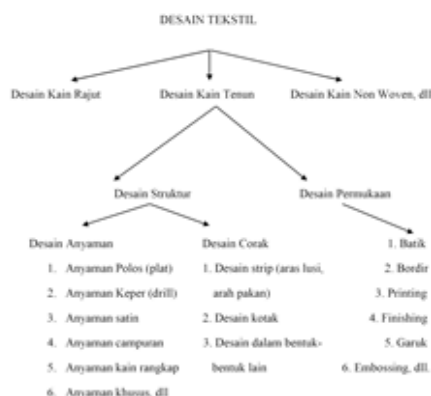 DESAIN TEKSTIL
Desain Kain Rajut
Desain Kain Tenun
Desain Kain Non Woven, dll
Desain Struktur
Desain Permukaan
Desain Anyaman
1. Anyaman Polos (plat)
2. Anyaman Keper (drill)
3. Anyaman satin
4. Anyaman campuran
5. Anyaman kain rangkap
6. Anyaman khusus, dll
Desain Corak
1. Desain strip (aras lusi,
arah pakan)
2. Desain kotak
3. Desain dalam bentuk-
bentuk lain
1. Batik
2. Bordir
3. Printing
4. Finishing
5. Garuk
6. Embossing, dll.